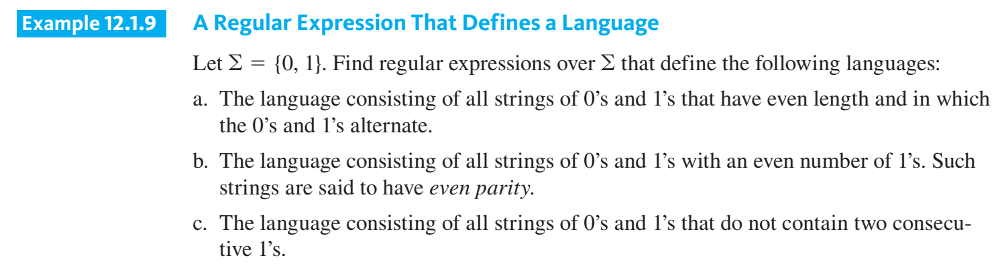 Example 12.1.9 A Regular Expression That Defines a Language
Let Σ = {0, 1}. Find regular expressions over Σ that define the following languages:
a. The language consisting of all strings of 0’s and 1’s that have even length and in which
the 0’s and 1’s alternate.
b. The language consisting of all strings of 0’s and 1’s with an even number of 1’s. Such
strings are said to have even parity.
c. The language consisting of all strings of 0’s and 1’s that do not contain two consecu-
tive 1’s.